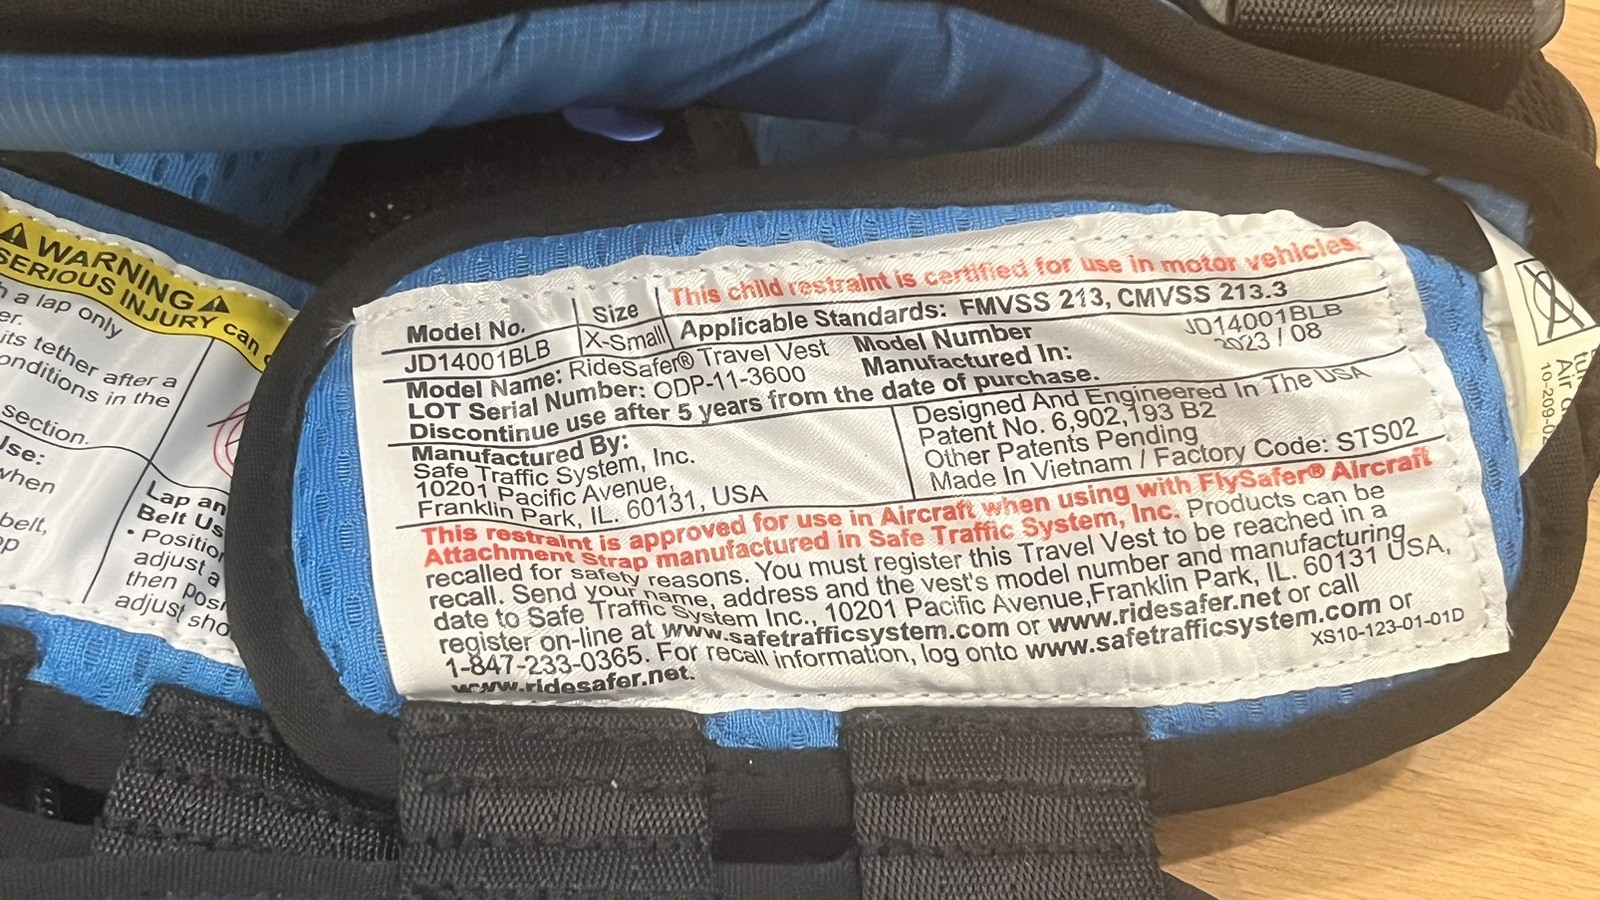 WARNING
SERIOUS INJURY can
a lap only
its tether after a
onditions in the
section.
Use:
when
belt,
Lap an
Belt Us
• Position
adjust a
then posi
adjust sho
This child restraint is certified for use in motor vehicles.
Model No. Size Applicable Standards: FMVSS 213, CMVSS 213.3
JD14001BLB X-Small Model Number JD14001BLB
Model Name: RideSafer® Travel Vest Manufactured In: 2023 / 08
LOT Serial Number: ODP-11-3600
Discontinue use after 5 years from the date of purchase.
Manufactured By:
Safe Traffic System, Inc.
10201 Pacific Avenue,
Franklin Park, IL. 60131, USA
Designed And Engineered In The USA
Patent No. 6,902,193 B2
Other Patents Pending
Made In Vietnam / Factory Code: STS02
This restraint is approved for use in Aircraft when using with FlySafer® Aircraft
Attachment Strap manufactured in Safe Traffic System, Inc. Products can be
recalled for safety reasons. You must register this Travel Vest to be reached in a
recall. Send your name, address and the vest's model number and manufacturing
date to Safe Traffic System Inc., 10201 Pacific Avenue,Franklin Park, IL. 60131 USA,
register on-line at www.safetrafficsystem.com or www.ridesafer.net or call
1-847-233-0365. For recall information, log onto www.safetrafficsystem.com or
www.ridesafer.net.
XS10-123-01-01D
Air
10-209-02